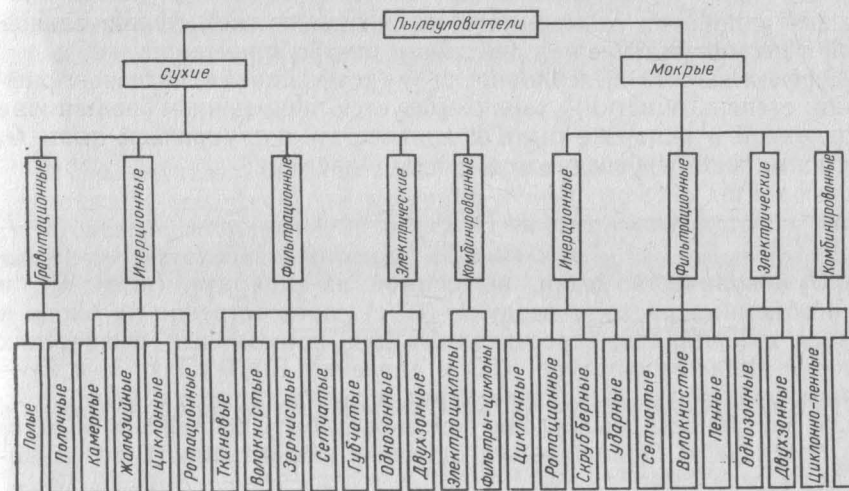 Пылеуловители
Сухие
Мокрые
Гравитационные
Инерционные
Фильтрационные
Электрические
Комбинированные
Инерционные
Фильтрационные
Электрические
Комбинированные
Полые
Полочные
Камерные
Жалюзийные
Циклонные
Ротационные
Тканевые
Волокнистые
Зернистые
Сетчатые
Губчатые
Однозонные
Двухзонные
Электроциклоны
Фильтры-циклоны
Циклонные
Ротационные
Скрубберные
Ударные
Сетчатые
Волокнистые
Пенные
Однозонные
Двухзонные
Циклонно-пенные